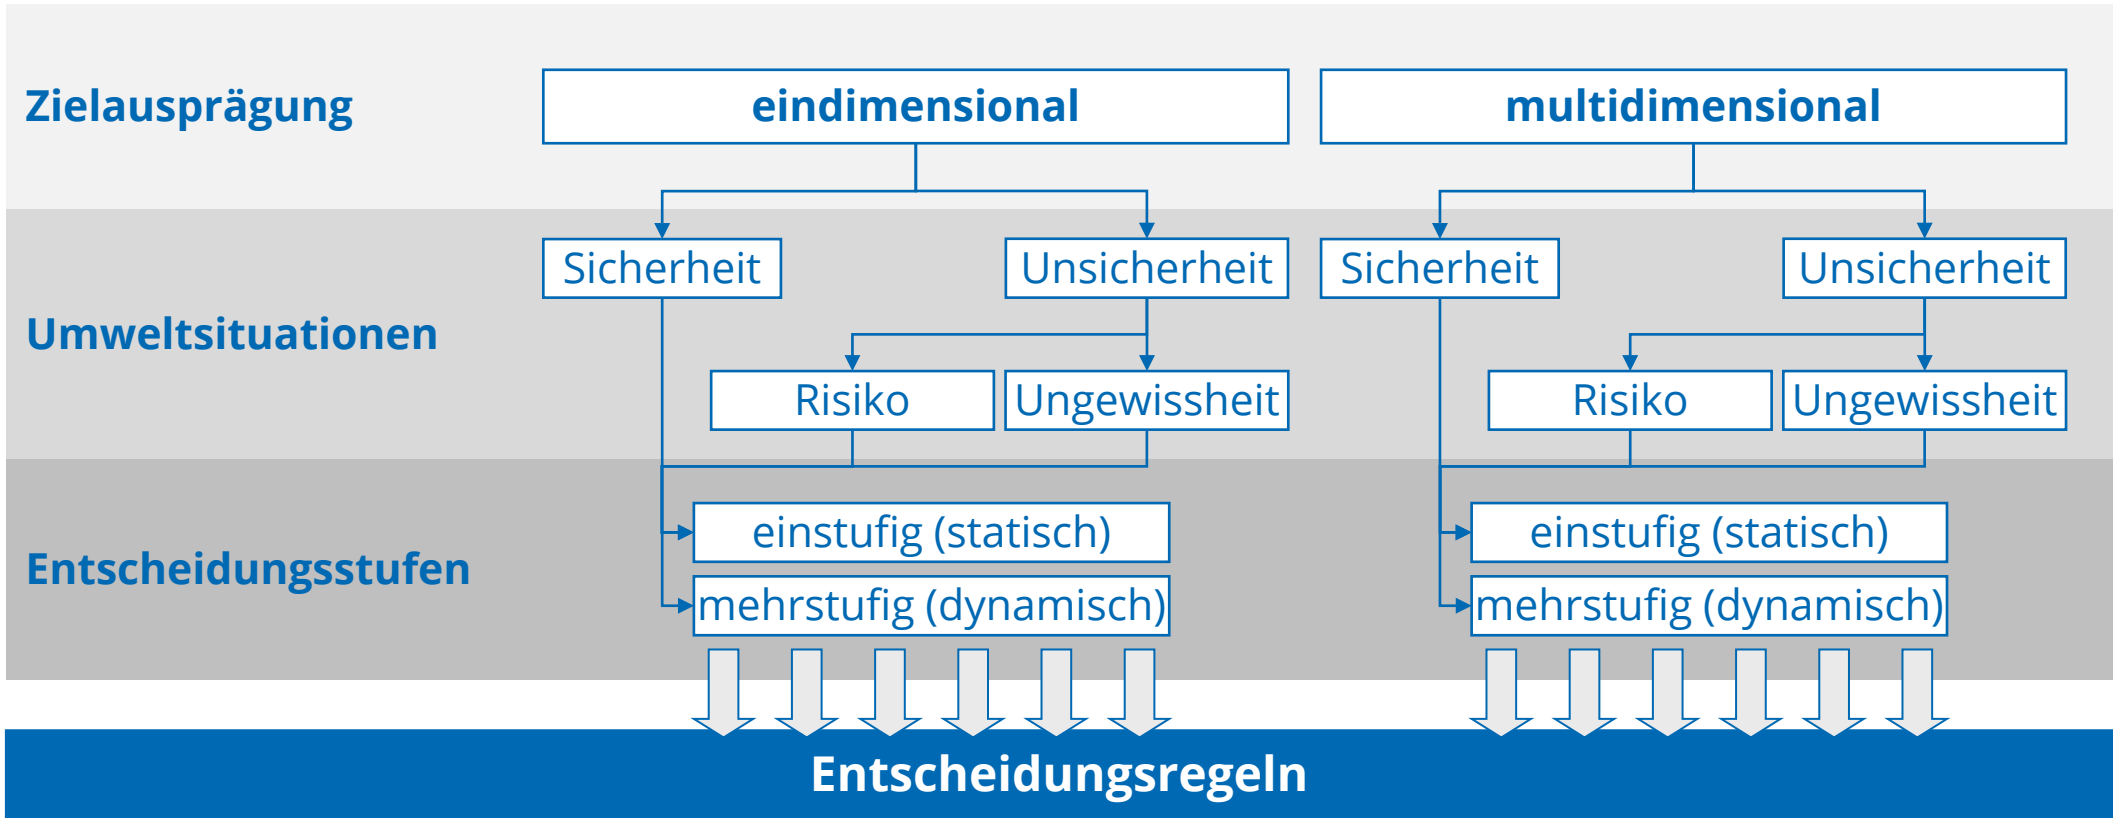 Zielausprägung
eindimensional
multidimensional
Umweltsituationen
Sicherheit
Unsicherheit
Sicherheit
Unsicherheit
Risiko
Ungewissheit
Risiko
Ungewissheit
Entscheidungsstufen
einstufig (statisch)
einstufig (statisch)
mehrstufig (dynamisch)
mehrstufig (dynamisch)
Entscheidungsregeln